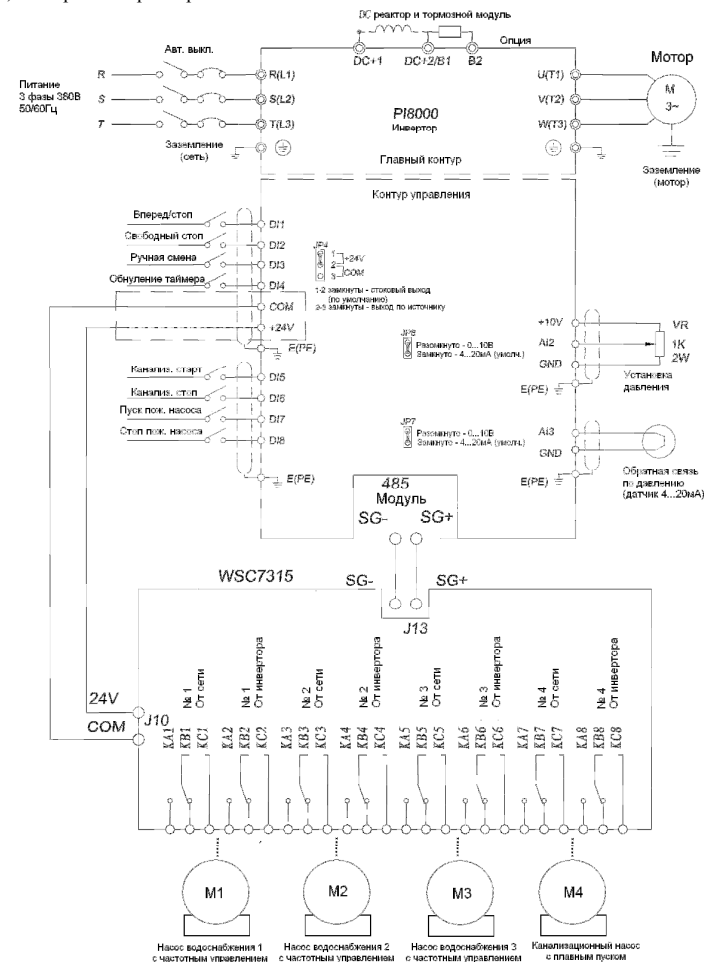 DC реактор и тормозной модуль
Опция
Авт. выкл.
DC+1
DC+2/B1
B2
Мотор
Питание
3 фазы 380В
50/60Гц
R
S
T
R(L1)
S(L2)
T(L3)
PI8000
Инвертор
U(T1)
V(T2)
W(T3)
М
3~
Заземление
(сеть)
Главный контур
Зоземление
(мотор)
Контур управления
Вперед/стоп
DI1
Свободный стоп
DI2
Ручная смена
DI3
Обнуление таймера
DI4
COM
+24V
E(PE)
JP4
1
2
3
+24V
COM
1-2 замкнуты - стоковый выход
(по умолчанию)
2-3 замкнуты - выход по источнику
JP6
Разомкнуто - 0...10В
Замкнуто - 4...20мА (умолч.)
+10V
AI2
GND
E(PE)
VR
1K
2W
Установка
давления
Канализ. старт
DI5
Канализ. стоп
DI6
Пуск пож. насоса
DI7
Стоп пож. насоса
DI8
E(PE)
JP7
Разомкнуто - 0...10В
Замкнуто - 4...20мА (умолч.)
AI3
GND
E(PE)
Обратная связь
по давлению
(датчик 4...20мА)
485
Модуль
SG-
SG+
WSC7315
SG-
SG+
J13
24V
COM
J10
№ 1
От сети
№ 1
От инвертора
№ 2
От сети
№ 2
От инвертора
№ 3
От сети
№ 3
От инвертора
№ 4
От сети
№ 4
От инвертора
KA1
KB1
KC1
KA2
KB2
KC2
KA3
KB3
KC3
KA4
KB4
KC4
KA5
KB5
KC5
KA6
KB6
KC6
KA7
KB7
KC7
KA8
KB8
KC8
M1
M2
M3
M4
Насос водоснабжения 1
с частотным управлением
Насос водоснабжения 2
с частотным управлением
Насос водоснабжения 3
с частотным управлением
Канализационный насос
с плавным пуском